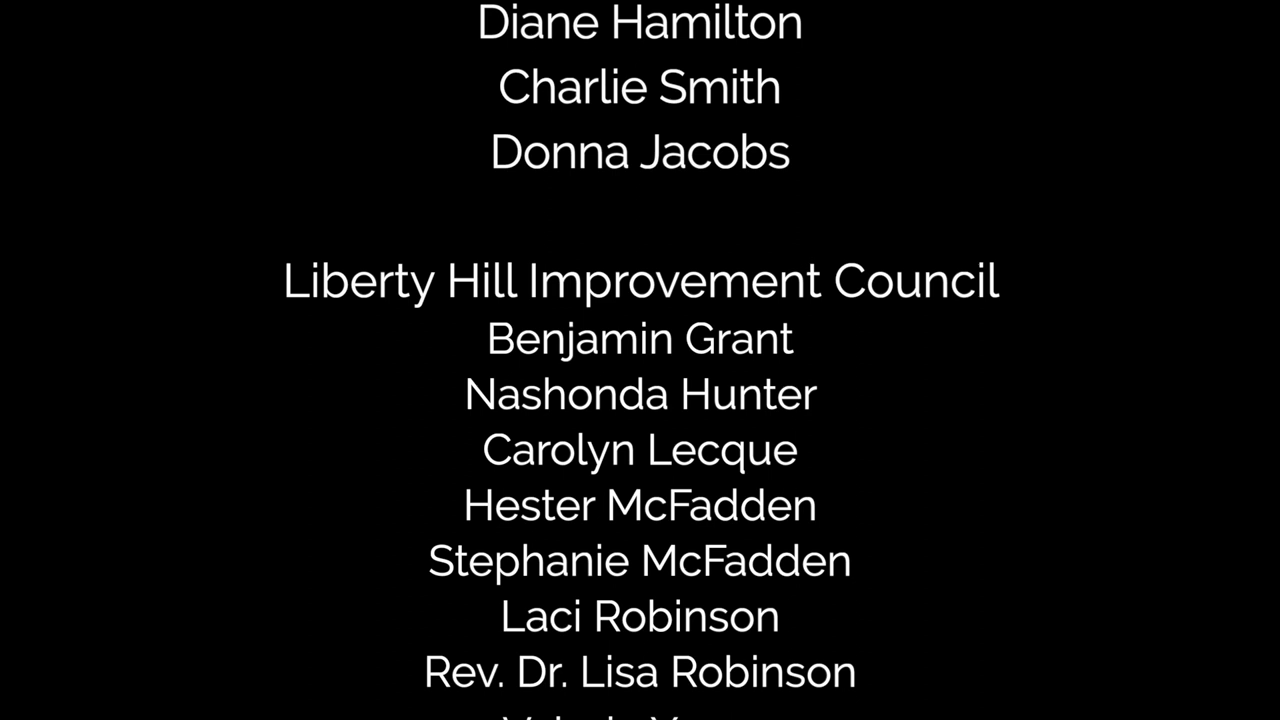 Diane Hamilton
Charlie Smith
Donna Jacobs
Liberty Hill Improvement Council
Benjamin Grant
Nashonda Hunter
Carolyn Lecque
Hester McFadden
Stephanie McFadden
Laci Robinson
Rev. Dr. Lisa Robinson